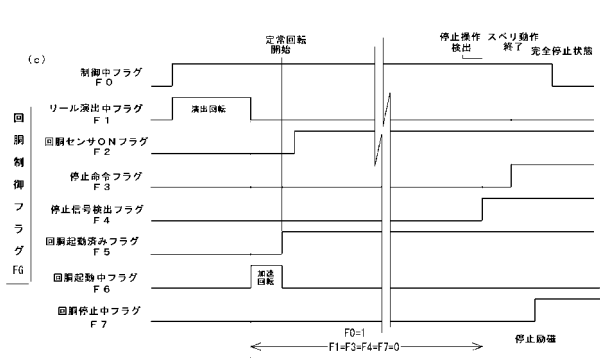 (c)
定常回転
開始
停止操作
検出
スベリ動作
終了
完全停止状態
回胴制御フラグFG
制御中フラグ
F0
リール演出中フラグ
F1
演出回転
回胴センサONフラグ
F2
停止命令フラグ
F3
停止信号検出フラグ
F4
回胴起動済みフラグ
F5
回胴起動中フラグ
F6
加速
回転
回胴停止中フラグ
F7
停止励磁
F0=1
F1=F3=F4=F7=0